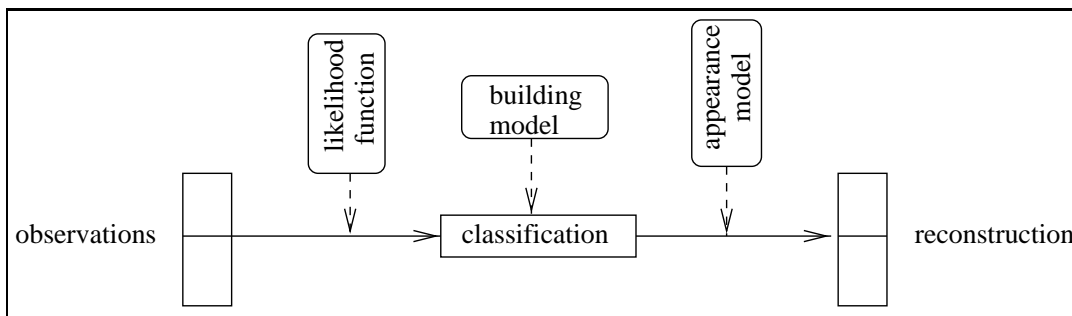 likelihood
function
building
model
appearance
model
observations
classification
reconstruction